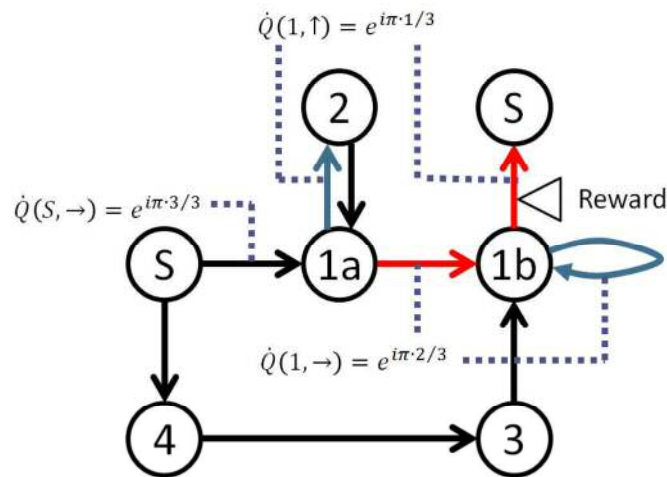 Q̇(1, ↑) = e^{iπ·1/3}
2
S
Q̇(S, →) = e^{iπ·3/3}
Reward
S
1a
1b
Q̇(1, →) = e^{iπ·2/3}
4
3